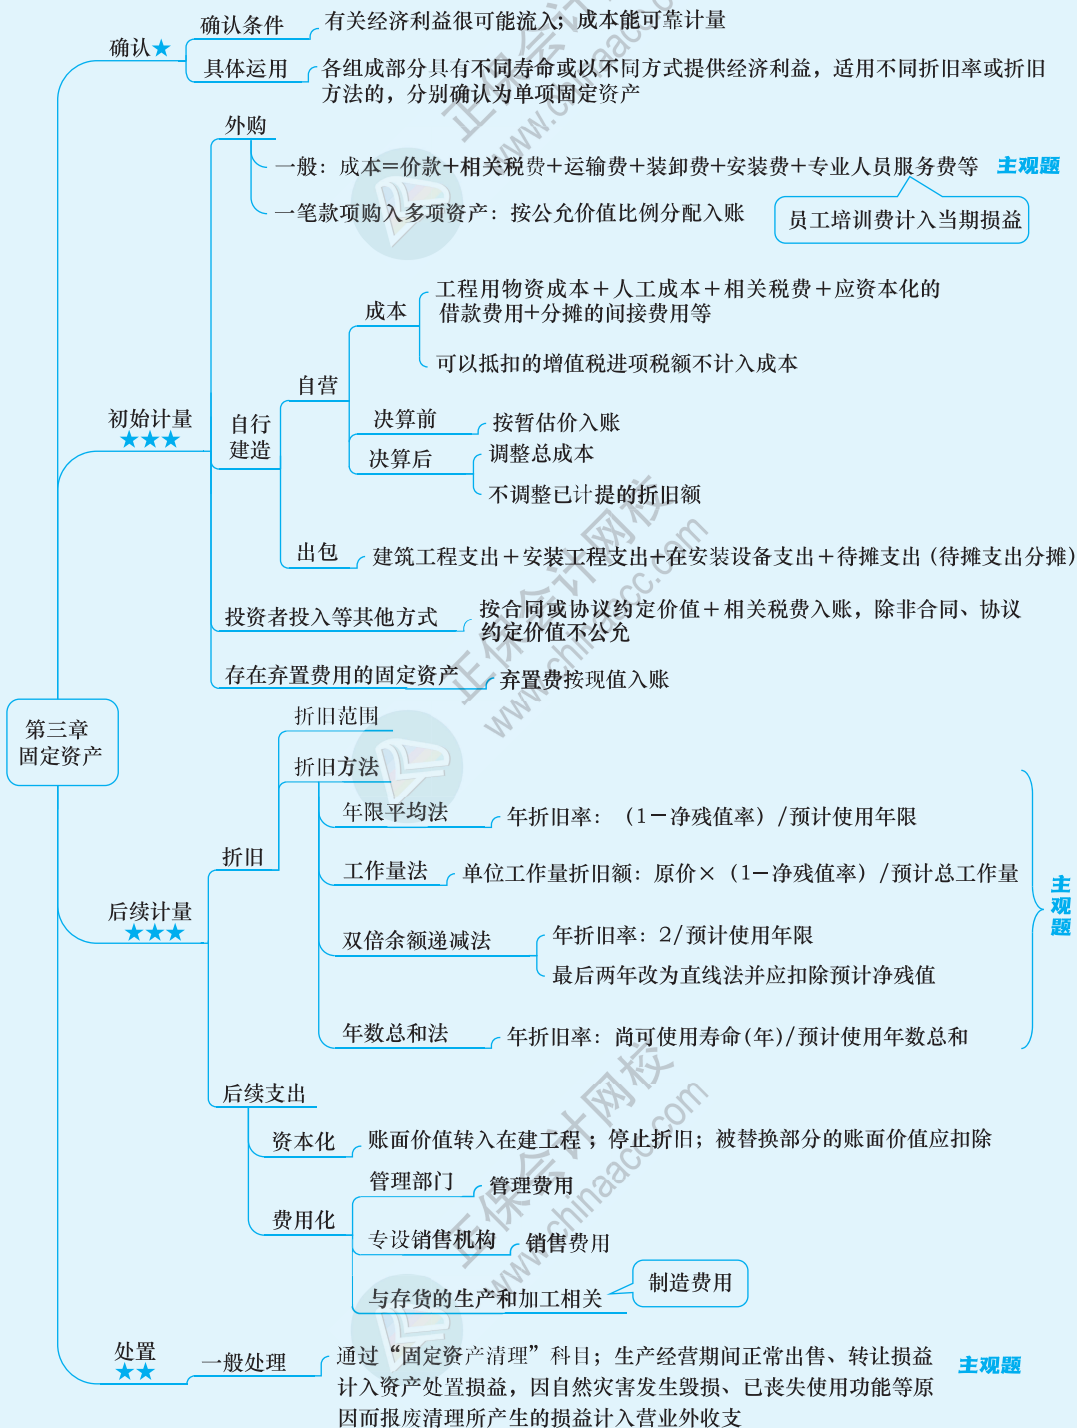 确认★
确认条件
有关经济利益很可能流入；成本能可靠计量
具体运用
各组成部分具有不同寿命或以不同方式提供经济利益，适用不同折旧率或折旧
方法的，分别确认为单项固定资产
外购
一般：成本=价款+相关税费+运输费+装卸费+安装费+专业人员服务费等
主观题
一笔款项购入多项资产：按公允价值比例分配入账
员工培训费计入当期损益
初始计量
★★★
自行
建造
自营
成本
工程用物资成本+人工成本+相关税费+应资本化的
借款费用+分摊的间接费用等
可以抵扣的增值税进项税额不计入成本
决算前
按暂估价入账
决算后
调整总成本
不调整已计提的折旧额
出包
建筑工程支出+安装工程支出+在安装设备支出+待摊支出（待摊支出分摊）
投资者投入等其他方式
按合同或协议约定价值+相关税费入账，除非合同、协议
约定价值不公允
存在弃置费用的固定资产
弃置费按现值入账
第三章
固定资产
后续计量
★★★
折旧
折旧范围
折旧方法
年限平均法
年折旧率：（1－净残值率）/预计使用年限
工作量法
单位工作量折旧额：原价×（1－净残值率）/预计总工作量
双倍余额递减法
年折旧率：2/预计使用年限
最后两年改为直线法并应扣除预计净残值
年数总和法
年折旧率：尚可使用寿命(年)/预计使用年数总和
主观题
后续支出
资本化
账面价值转入在建工程；停止折旧；被替换部分的账面价值应扣除
费用化
管理部门
管理费用
专设销售机构
销售费用
与存货的生产和加工相关
制造费用
处置
★★
一般处理
通过“固定资产清理”科目；生产经营期间正常出售、转让损益
计入资产处置损益，因自然灾害发生毁损、已丧失使用功能等原
因而报废清理所产生的损益计入营业外收支
主观题
正保会计网校
www.chinaacc.com
正保会计网校
www.chinaacc.com
正保会计网校
www.chinaacc.com